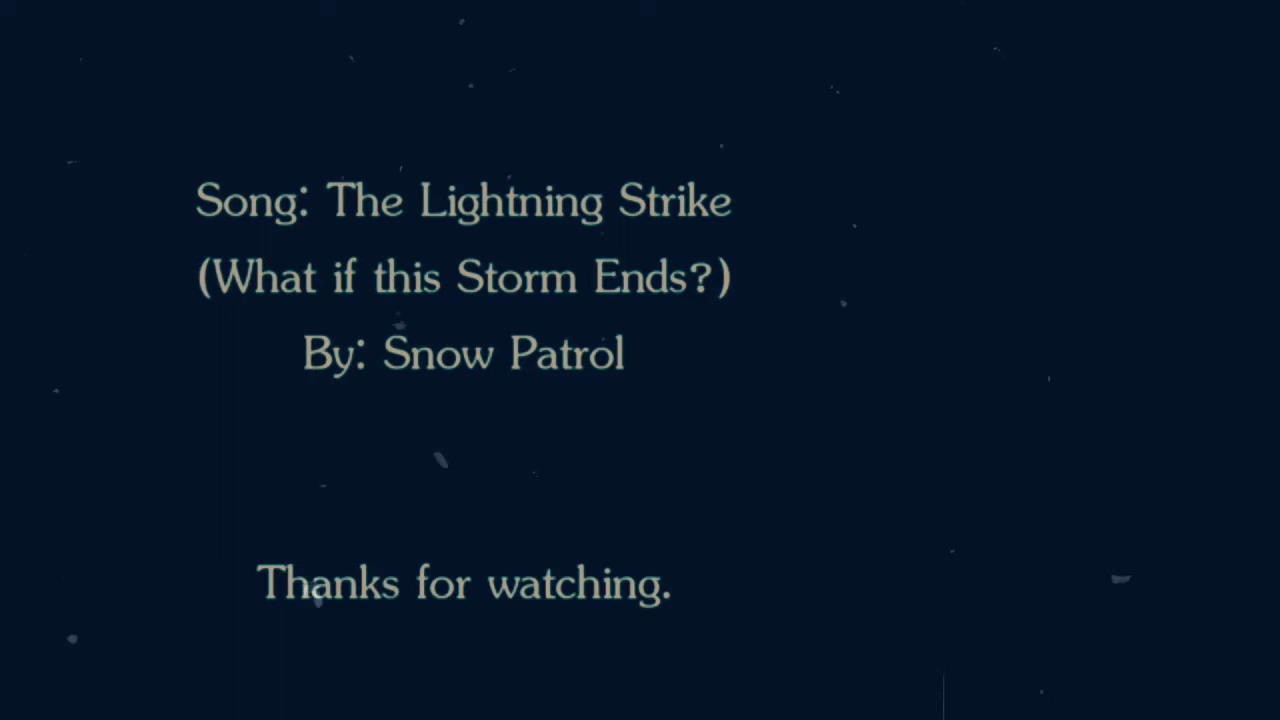 Song: The Lightning Strike
(What if this Storm Ends?)
By: Snow Patrol
Thanks for watching.